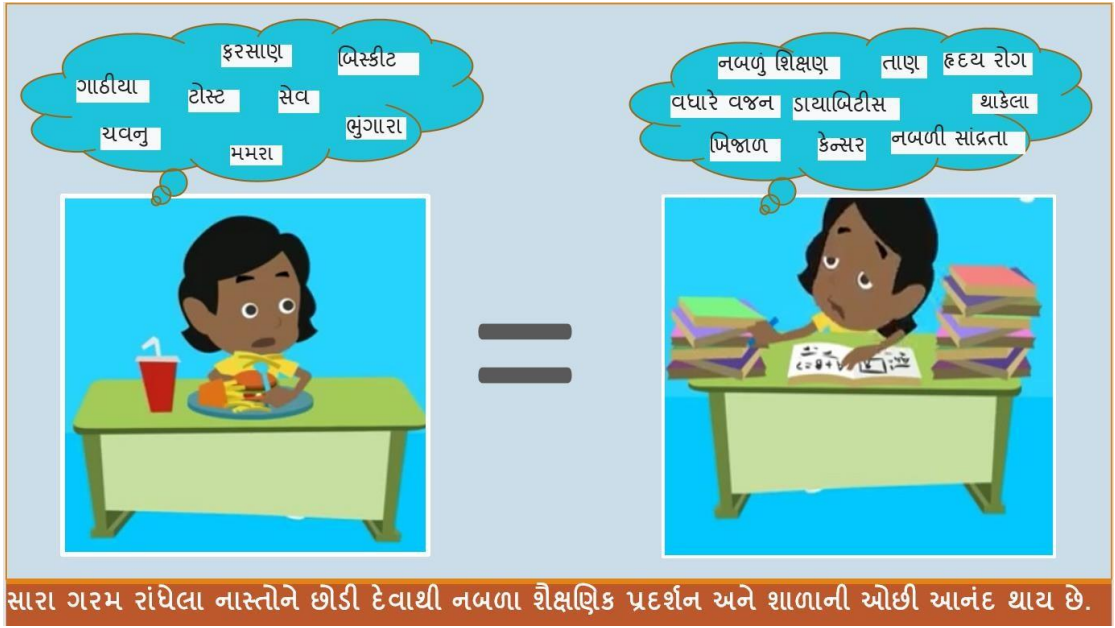 ફરસાણ
બિસ્કીટ
ગાઠીયા
ટોસ્ટ
સેવ
ચવનુ
મમરા
ભુંગારા
નબળું શિક્ષણ
તાણ
હૃદય રોગ
વધારે વજન
ડાયાબિટીસ
થાકેલા
ખિજાળ
કેન્સર
નબળી સાંદ્રતા
સારા ગરમ રાંધેલા નાસ્તોને છોડી દેવાથી નબળા શૈક્ષણિક પ્રદર્શન અને શાળાની ઓછી આનંદ થાય છે.